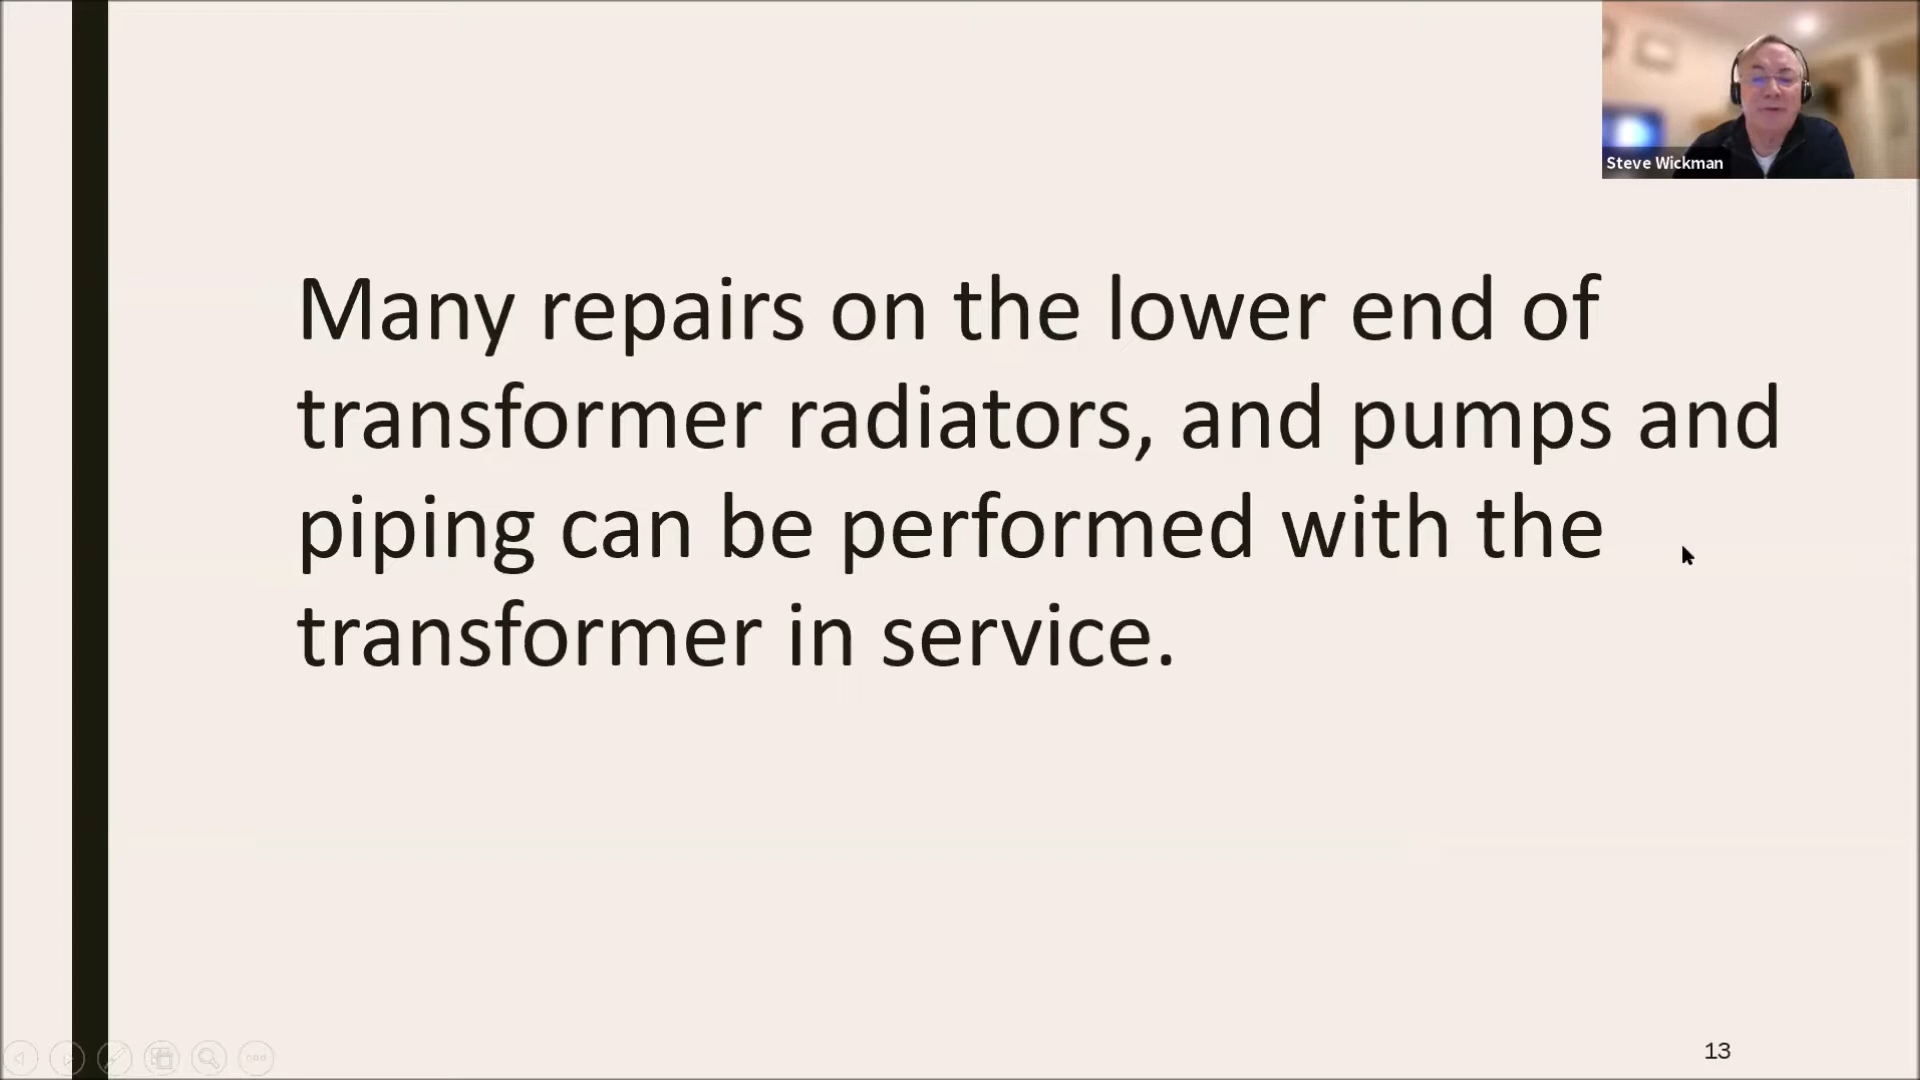 Steve Wickman
Many repairs on the lower end of
transformer radiators, and pumps and
piping can be performed with the
transformer in service.
13